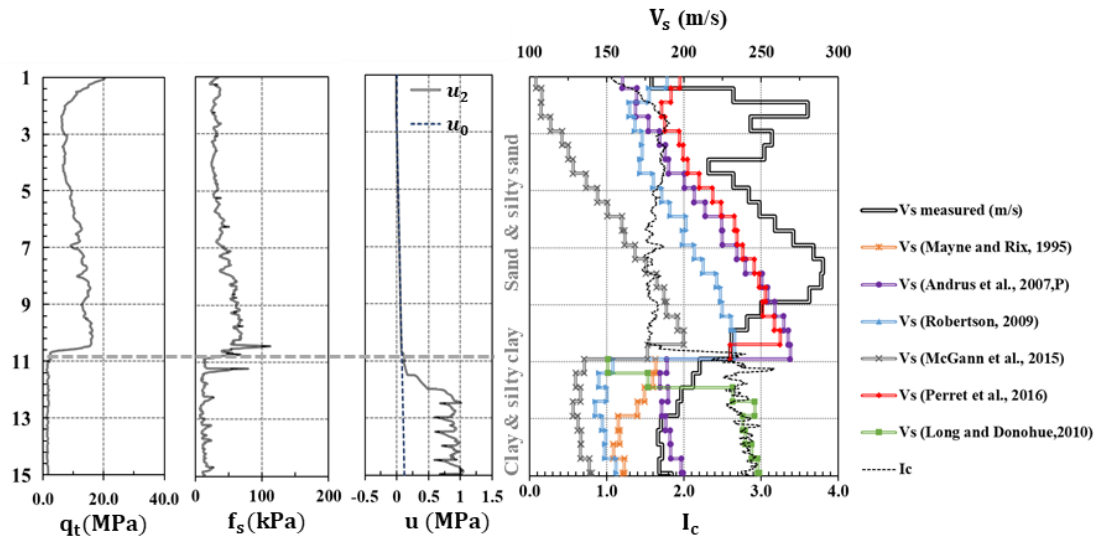 Vₛ (m/s)
100 150 200 250 300
1
3
5
7
9
11
13
15
0.0 20.0 40.0
qₜ(MPa)
0 100 200
fₛ(kPa)
u₂
u₀
-0.5 0 0.5 1.0 1.5
u (MPa)
Sand & silty sand
Clay & silty clay
0.0 1.0 2.0 3.0 4.0
I꜀
Vs measured (m/s)
Vs (Mayne and Rix, 1995)
Vs (Andrus et al., 2007,P)
Vs (Robertson, 2009)
Vs (McGann et al., 2015)
Vs (Perret et al., 2016)
Vs (Long and Donohue,2010)
Ic